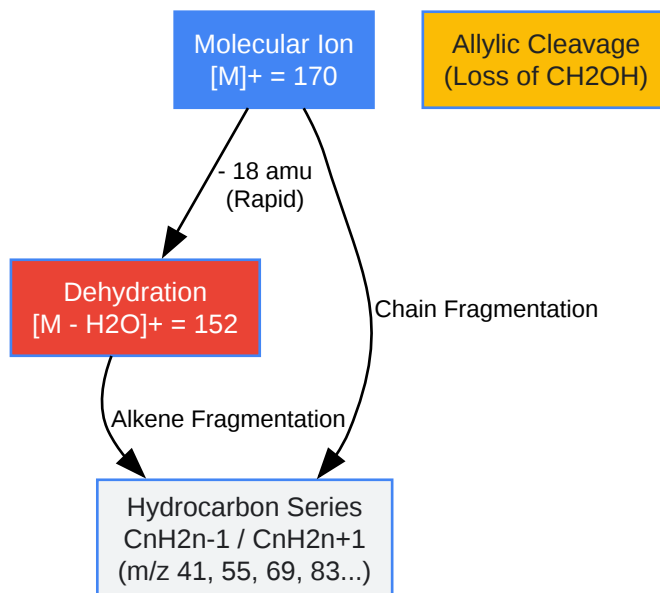 Molecular Ion
[M]+ = 170
Allylic Cleavage
(Loss of CH2OH)
- 18 amu
(Rapid)
Dehydration
[M - H2O]+ = 152
Chain Fragmentation
Alkene Fragmentation
Hydrocarbon Series
CnH2n-1 / CnH2n+1
(m/z 41, 55, 69, 83...)